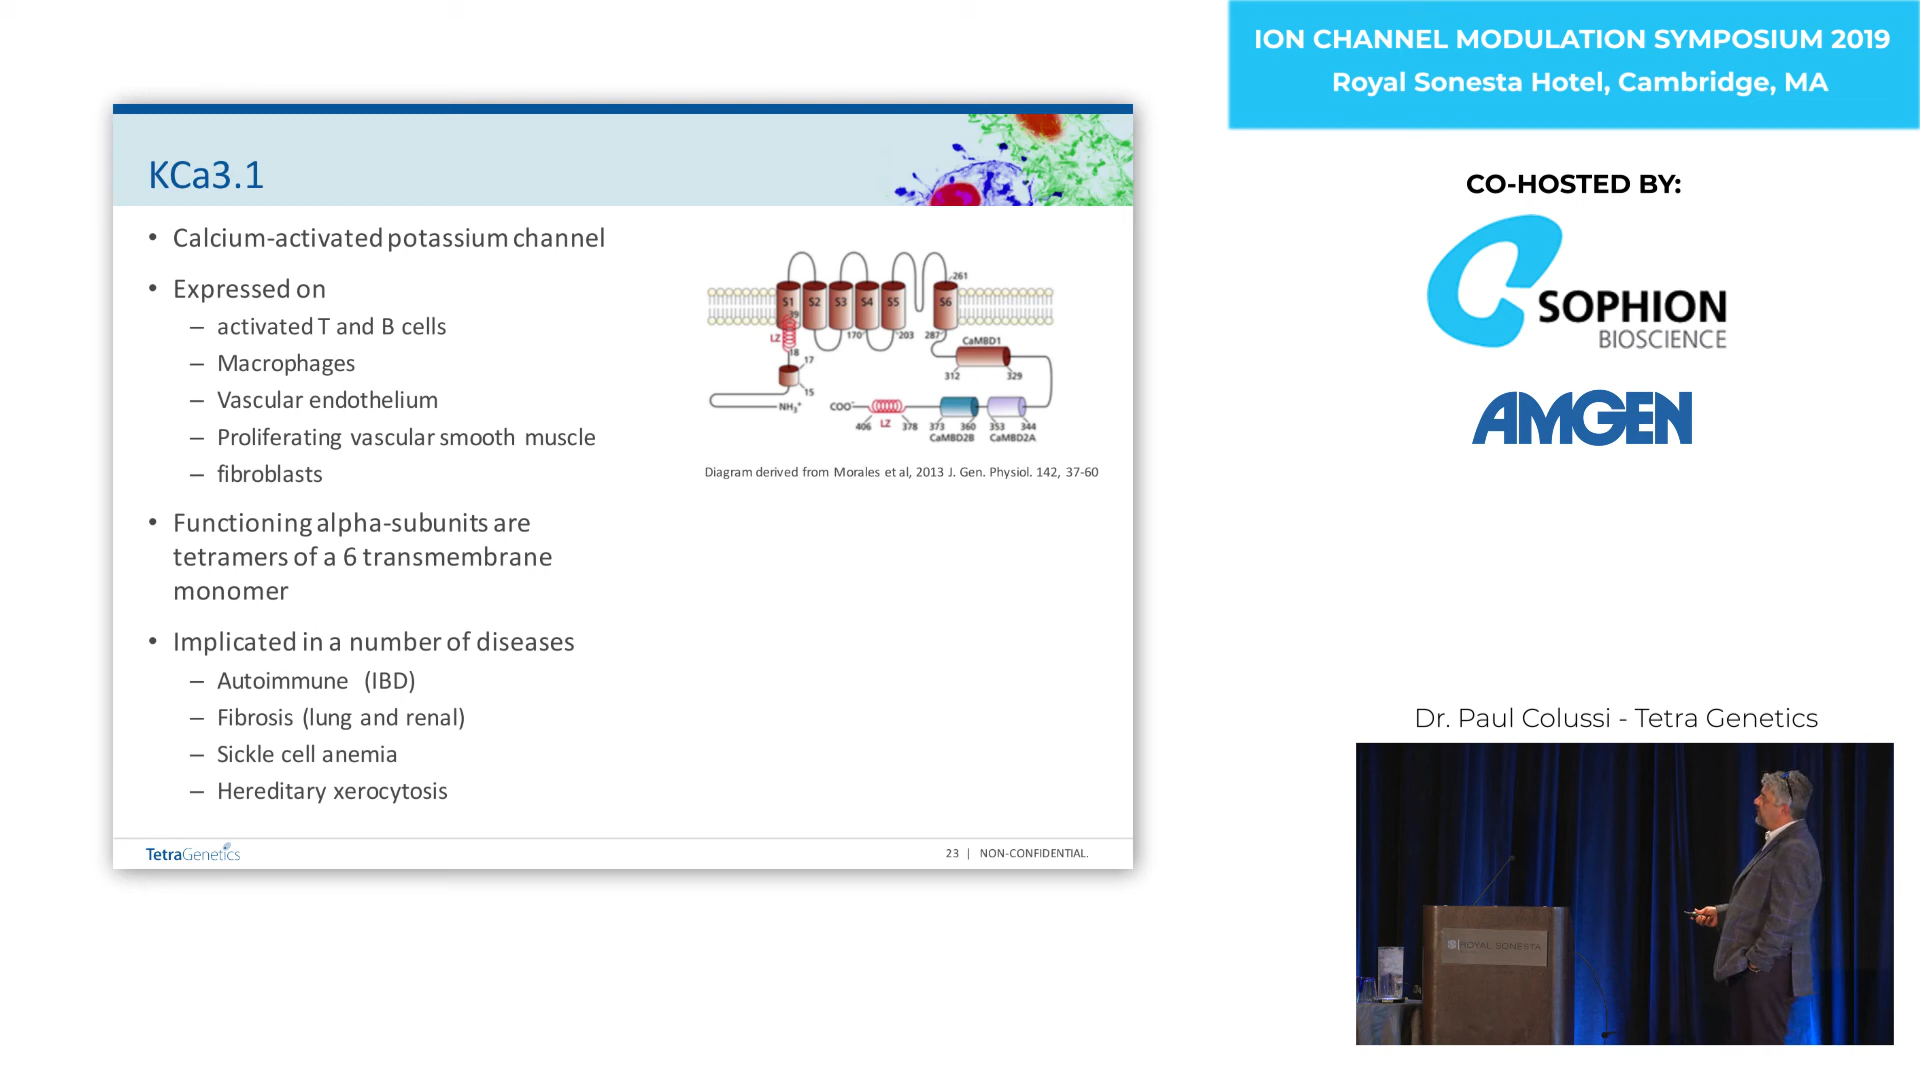 ION CHANNEL MODULATION SYMPOSIUM 2019
Royal Sonesta Hotel, Cambridge, MA
CO-HOSTED BY:
SOPHION
BIOSCIENCE
AMGEN
KCa3.1
• Calcium-activated potassium channel
• Expressed on
– activated T and B cells
– Macrophages
– Vascular endothelium
– Proliferating vascular smooth muscle
– fibroblasts
• Functioning alpha-subunits are
tetramers of a 6 transmembrane
monomer
• Implicated in a number of diseases
– Autoimmune (IBD)
– Fibrosis (lung and renal)
– Sickle cell anemia
– Hereditary xerocytosis
261
S1 S2 S3 S4 S5 S6
39
LZ
170 203 287
CaMBD1
18
17
312 329
15
NH3+
COO-
406 LZ 378 373 360 353 344
CaMBD2B CaMBD2A
Diagram derived from Morales et al, 2013 J. Gen. Physiol. 142, 37-60
TetraGenetics
23 | NON-CONFIDENTIAL.
Dr. Paul Colussi - Tetra Genetics
ROYAL SONESTA